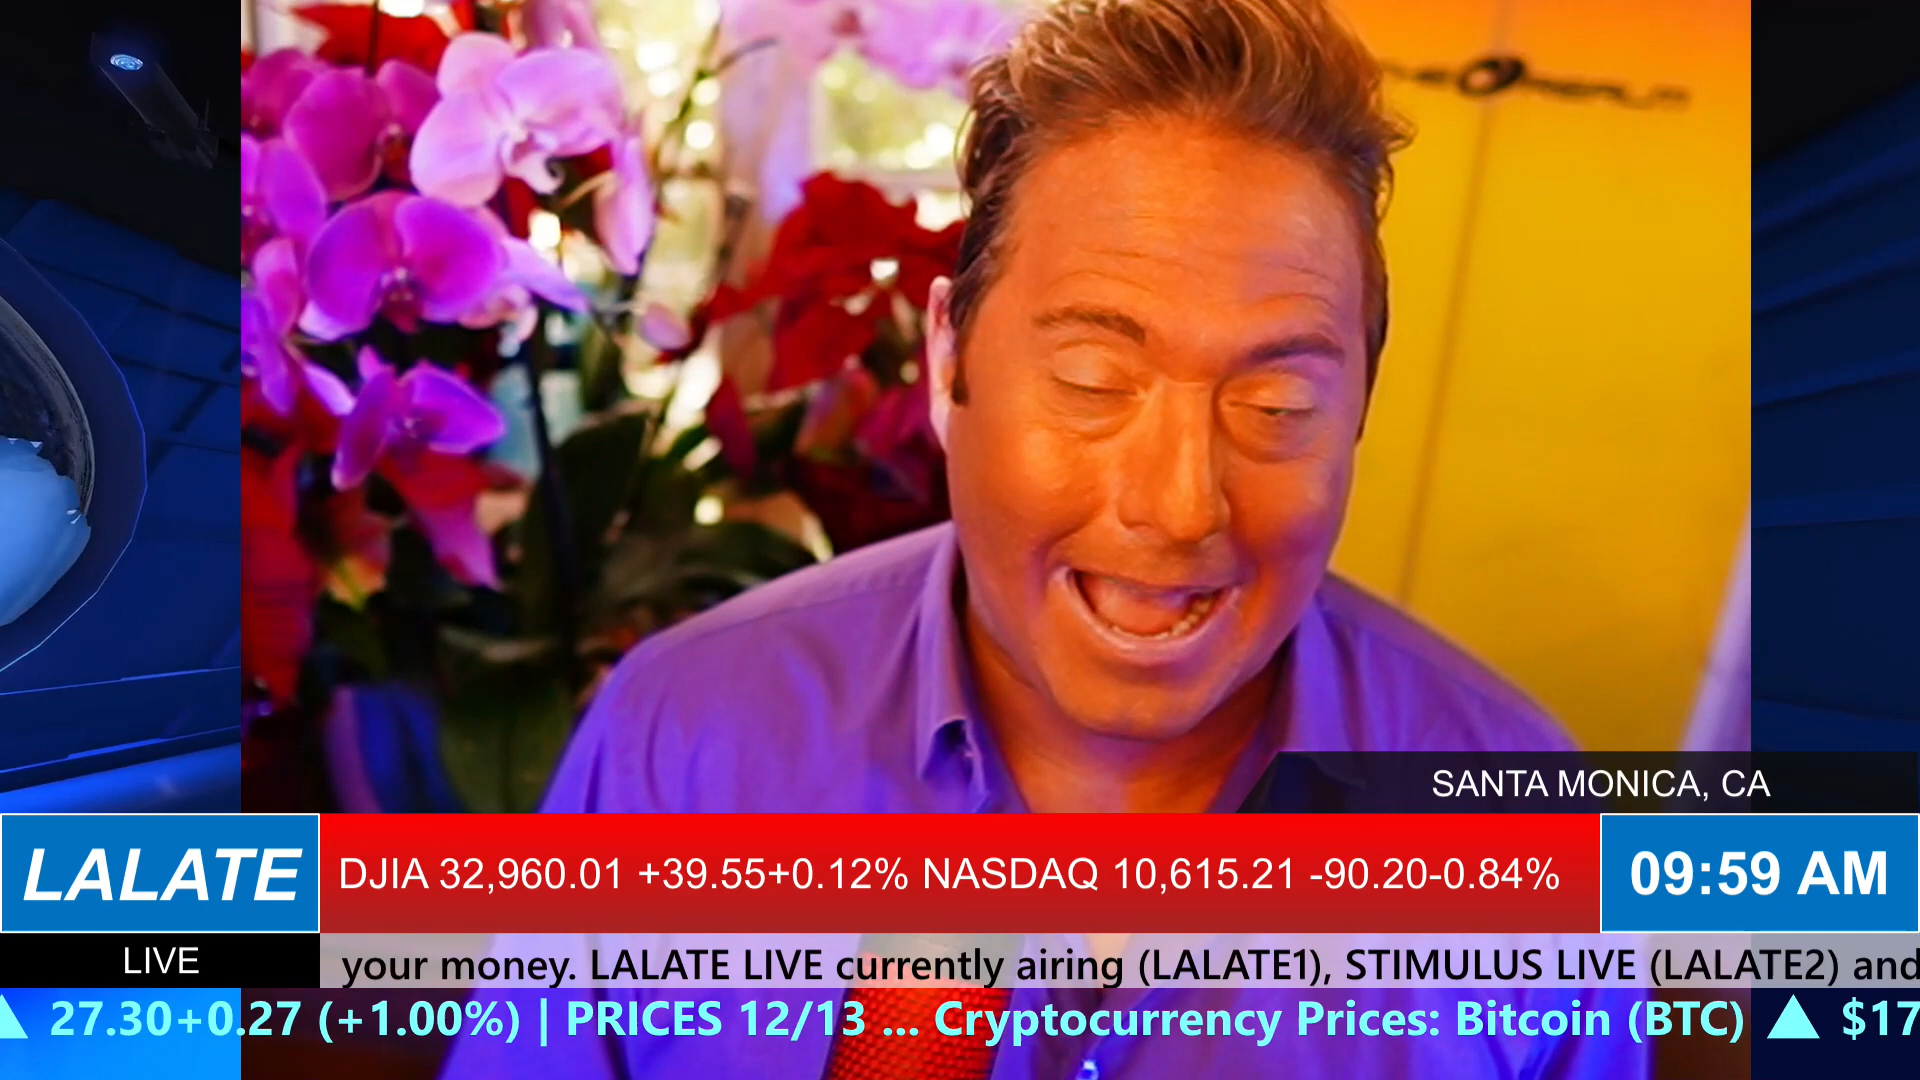 SANTA MONICA, CA
LALATE
DJIA 32,960.01 +39.55+0.12% NASDAQ 10,615.21 -90.20-0.84%
09:59 AM
LIVE
your money. LALATE LIVE currently airing (LALATE1), STIMULUS LIVE (LALATE2) and
▲ 27.30+0.27 (+1.00%) | PRICES 12/13 ... Cryptocurrency Prices: Bitcoin (BTC) ▲ $17